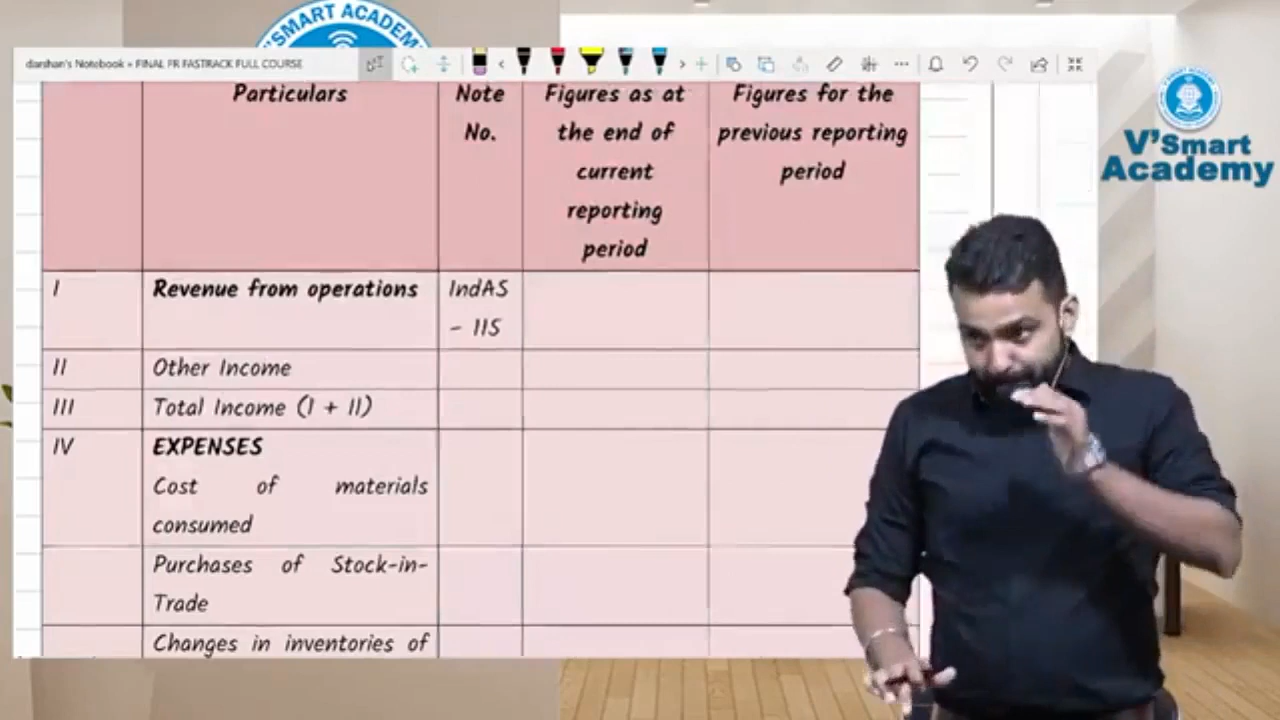 V'SMART ACADEMY
darshan's Notebook » FINAL FR FASTRACK FULL COURSE
Particulars
Note
No.
Figures as at
the end of
current
reporting
period
Figures for the
previous reporting
period
I
Revenue from operations
IndAS
- 115
II
Other Income
III
Total Income (I + II)
IV
EXPENSES
Cost of materials
consumed
Purchases of Stock-in-
Trade
Changes in inventories of
V'Smart
Academy